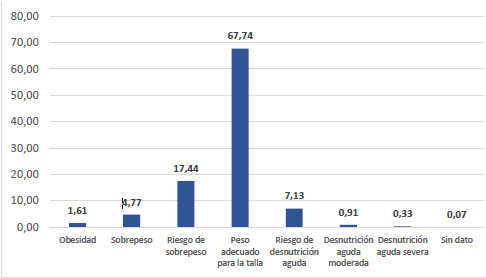 80,00
70,00
60,00
50,00
40,00
30,00
20,00
10,00
0,00
1,61
4,77
17,44
67,74
7,13
0,91
0,33
0,07
Obesidad
Sobrepeso
Riesgo de
sobrepeso
Peso
adecuado
para la talla
Riesgo de
desnutrición
aguda
Desnutrición
aguda
moderada
Desnutrición
aguda severa
Sin dato